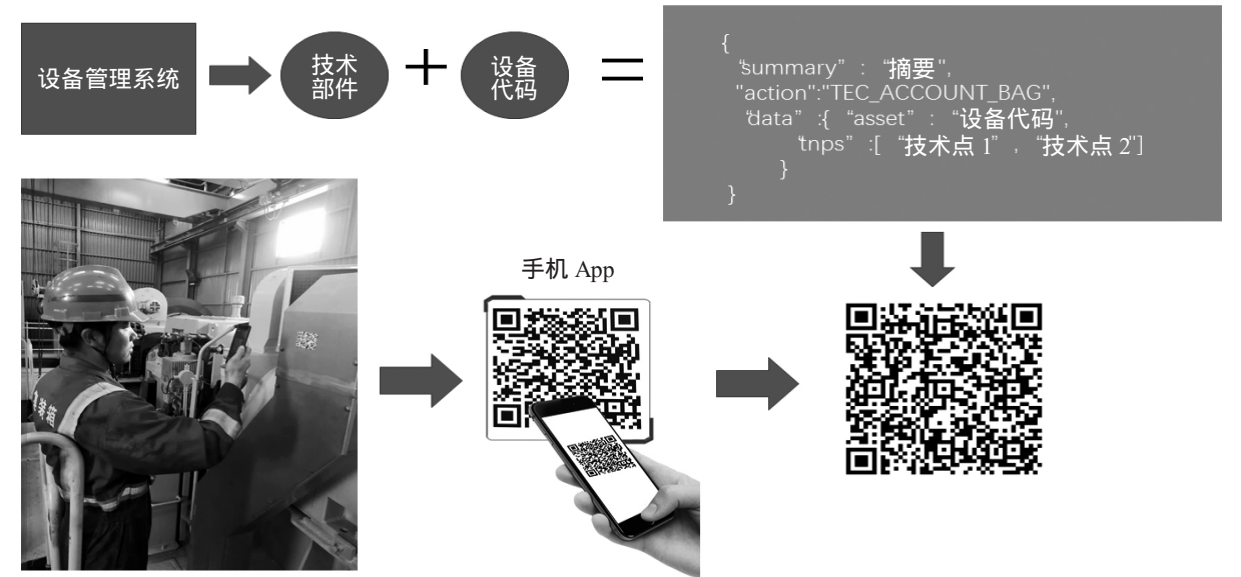 设备管理系统
技术
部件
+
设备
代码
=
{
“summary” : “摘要",
"action":"TEC_ACCOUNT_BAG",
“data” :{ “asset” : “设备代码",
“tnps” :[ “技术点 1” , “技术点 2"]
}
}
手机 App